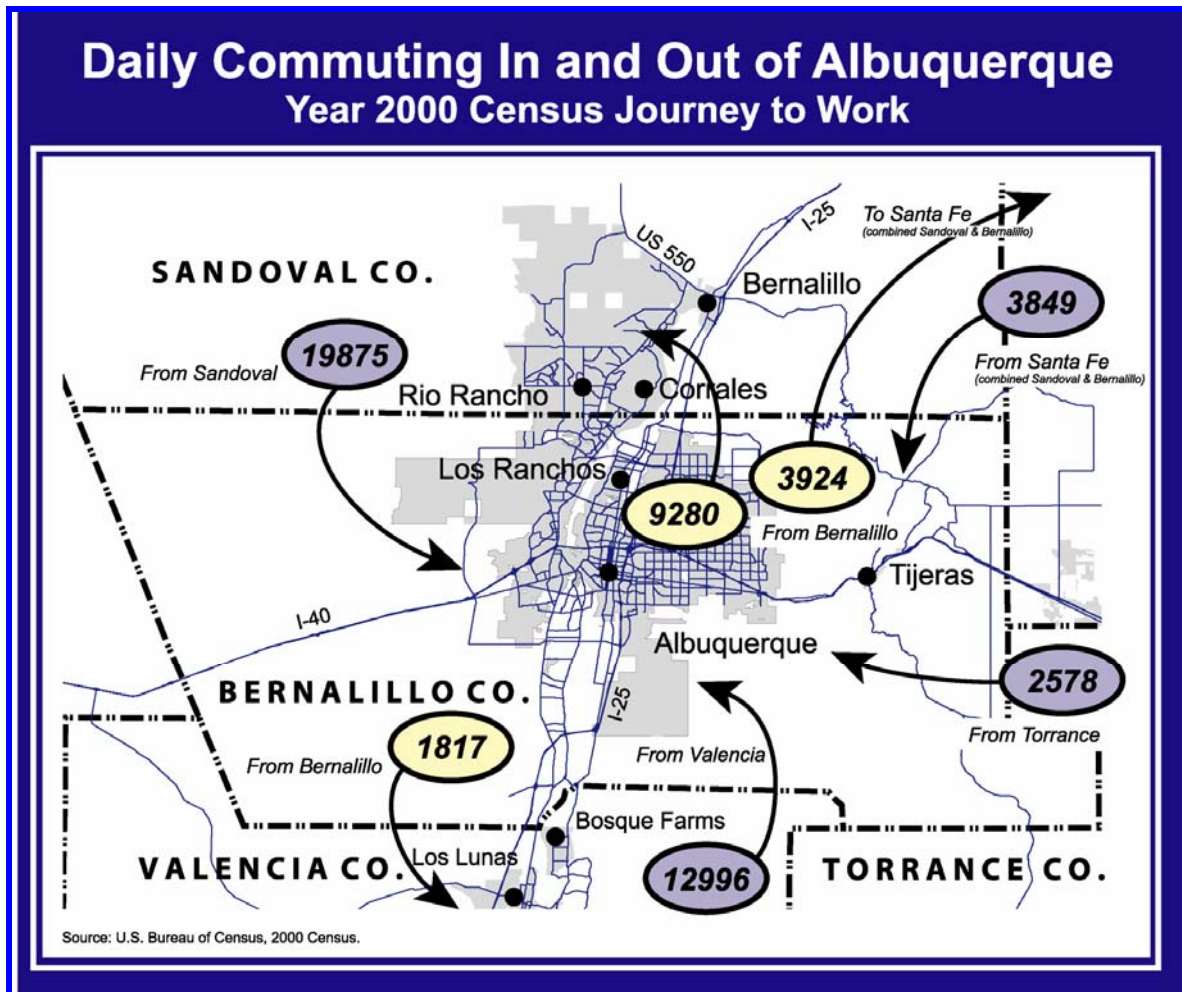 Daily Commuting In and Out of Albuquerque
Year 2000 Census Journey to Work
To Santa Fe
(combined Sandoval & Bernalillo)
I-25
US 550
SANDOVAL CO.
Bernalillo
3849
19875
From Sandoval
From Santa Fe
(combined Sandoval & Bernalillo)
Rio Rancho
Corrales
Los Ranchos
3924
9280
From Bernalillo
Tijeras
I-40
Albuquerque
2578
BERNALILLO CO.
I-25
1817
From Torrance
From Valencia
From Bernalillo
Bosque Farms
Los Lunas
VALENCIA CO.
12996
TORRANCE CO.
Source: U.S. Bureau of Census, 2000 Census.